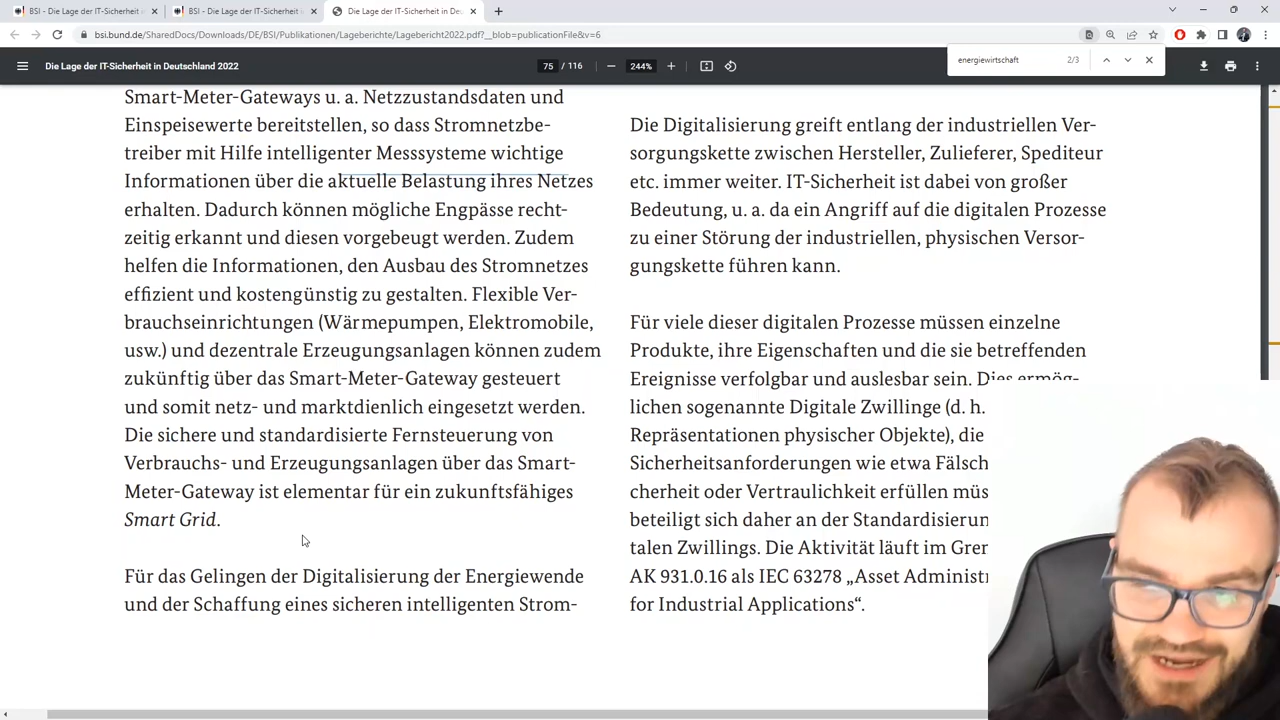 BSI - Die Lage der IT-Sicherheit in
BSI - Die Lage der IT-Sicherheit in
Die Lage der IT-Sicherheit in Deu
bsi.bund.de/SharedDocs/Downloads/DE/BSI/Publikationen/Lageberichte/Lagebericht2022.pdf?__blob=publicationFile&v=6
Die Lage der IT-Sicherheit in Deutschland 2022
75 / 116
244%
energiewirtschaft
2/3
Smart-Meter-Gateways u. a. Netzzustandsdaten und
Einspeisewerte bereitstellen, so dass Stromnetzbe-
treiber mit Hilfe intelligenter Messsysteme wichtige
Informationen über die aktuelle Belastung ihres Netzes
erhalten. Dadurch können mögliche Engpässe recht-
zeitig erkannt und diesen vorgebeugt werden. Zudem
helfen die Informationen, den Ausbau des Stromnetzes
effizient und kostengünstig zu gestalten. Flexible Ver-
brauchseinrichtungen (Wärmepumpen, Elektromobile,
usw.) und dezentrale Erzeugungsanlagen können zudem
zukünftig über das Smart-Meter-Gateway gesteuert
und somit netz- und marktdienlich eingesetzt werden.
Die sichere und standardisierte Fernsteuerung von
Verbrauchs- und Erzeugungsanlagen über das Smart-
Meter-Gateway ist elementar für ein zukunftsfähiges
Smart Grid.
Für das Gelingen der Digitalisierung der Energiewende
und der Schaffung eines sicheren intelligenten Strom-
Die Digitalisierung greift entlang der industriellen Ver-
sorgungskette zwischen Hersteller, Zulieferer, Spediteur
etc. immer weiter. IT-Sicherheit ist dabei von großer
Bedeutung, u. a. da ein Angriff auf die digitalen Prozesse
zu einer Störung der industriellen, physischen Versor-
gungskette führen kann.
Für viele dieser digitalen Prozesse müssen einzelne
Produkte, ihre Eigenschaften und die sie betreffenden
Ereignisse verfolgbar und auslesbar sein. Dies ermög-
lichen sogenannte Digitale Zwillinge (d. h.
Repräsentationen physischer Objekte), die
Sicherheitsanforderungen wie etwa Fälsch
cherheit oder Vertraulichkeit erfüllen müs
beteiligt sich daher an der Standardisierun
talen Zwillings. Die Aktivität läuft im Grem
AK 931.0.16 als IEC 63278 „Asset Administr
for Industrial Applications“.